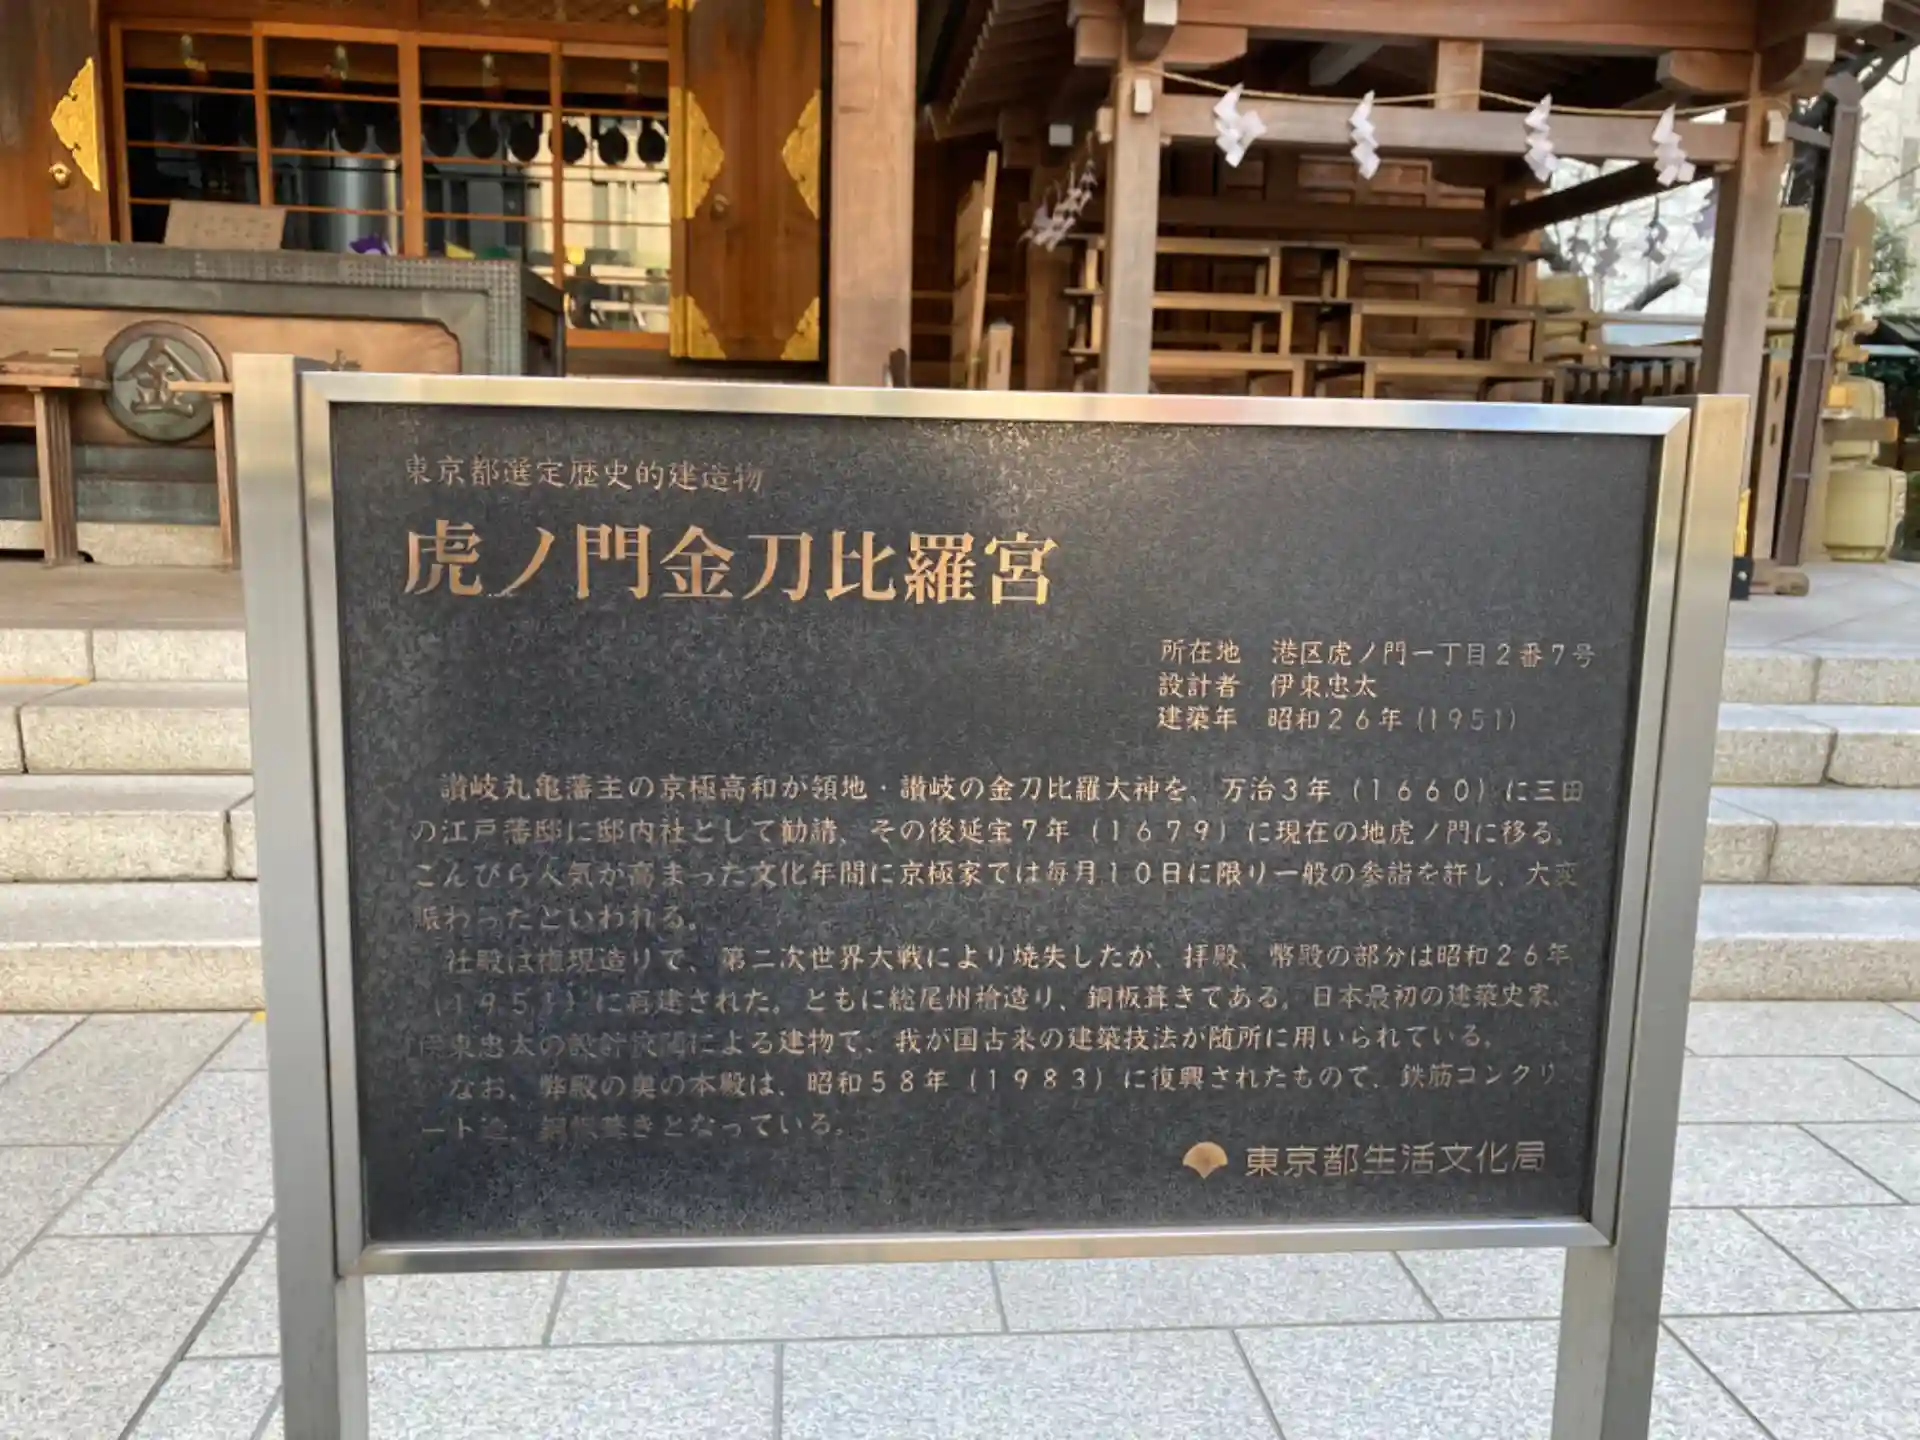 金
東京都選定歴史的建造物
虎ノ門金刀比羅宮
所在地　港区虎ノ門一丁目2番7号
設計者　伊東忠太
建築年　昭和26年(1951)
讃岐丸亀藩主の京極高和が領地・讃岐の金刀比羅大神を、万治3年（1660）に三田
の江戸藩邸に邸内社として勧請、その後延宝7年（1679）に現在の地虎ノ門に移る。
こんぴら人気が高まった文化年間に京極家では毎月10日に限り一般の参詣を許し、大変
賑わったといわれる。
社殿は権現造りで、第二次世界大戦により焼失したが、拝殿、幣殿の部分は昭和26年
（1951）に再建された。ともに総尾州檜造り、銅板葺きである。日本最初の建築史家、
伊東忠太の設計校閲による建物で、我が国古来の建築技法が随所に用いられている。
なお、幣殿の奥の本殿は、昭和58年（1983）に復興されたもので、鉄筋コンクリ
ート造、銅板葺きとなっている。
東京都生活文化局